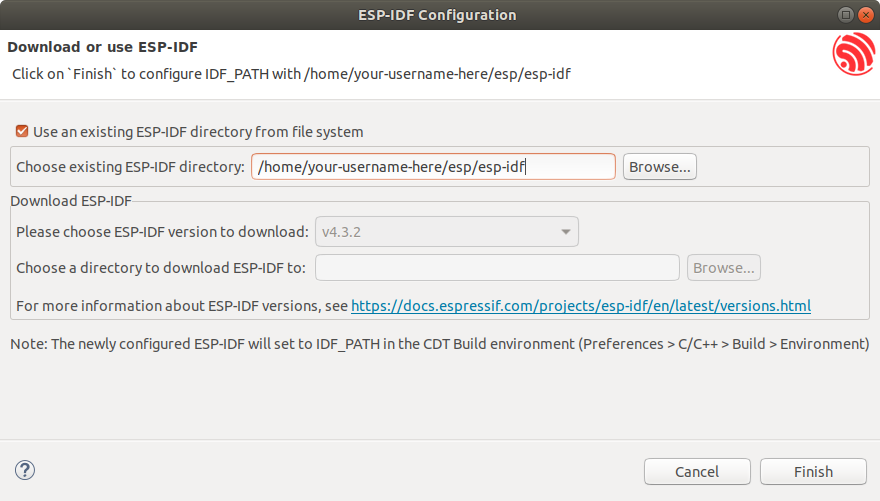 ESP-IDF Configuration
Download or use ESP-IDF
Click on `Finish` to configure IDF_PATH with /home/your-username-here/esp/esp-idf
Use an existing ESP-IDF directory from file system
Choose existing ESP-IDF directory: /home/your-username-here/esp/esp-idf Browse...
Download ESP-IDF
Please choose ESP-IDF version to download: v4.3.2
Choose a directory to download ESP-IDF to: Browse...
For more information about ESP-IDF versions, see https://docs.espressif.com/projects/esp-idf/en/latest/versions.html
Note: The newly configured ESP-IDF will set to IDF_PATH in the CDT Build environment (Preferences > C/C++ > Build > Environment)
? Cancel Finish